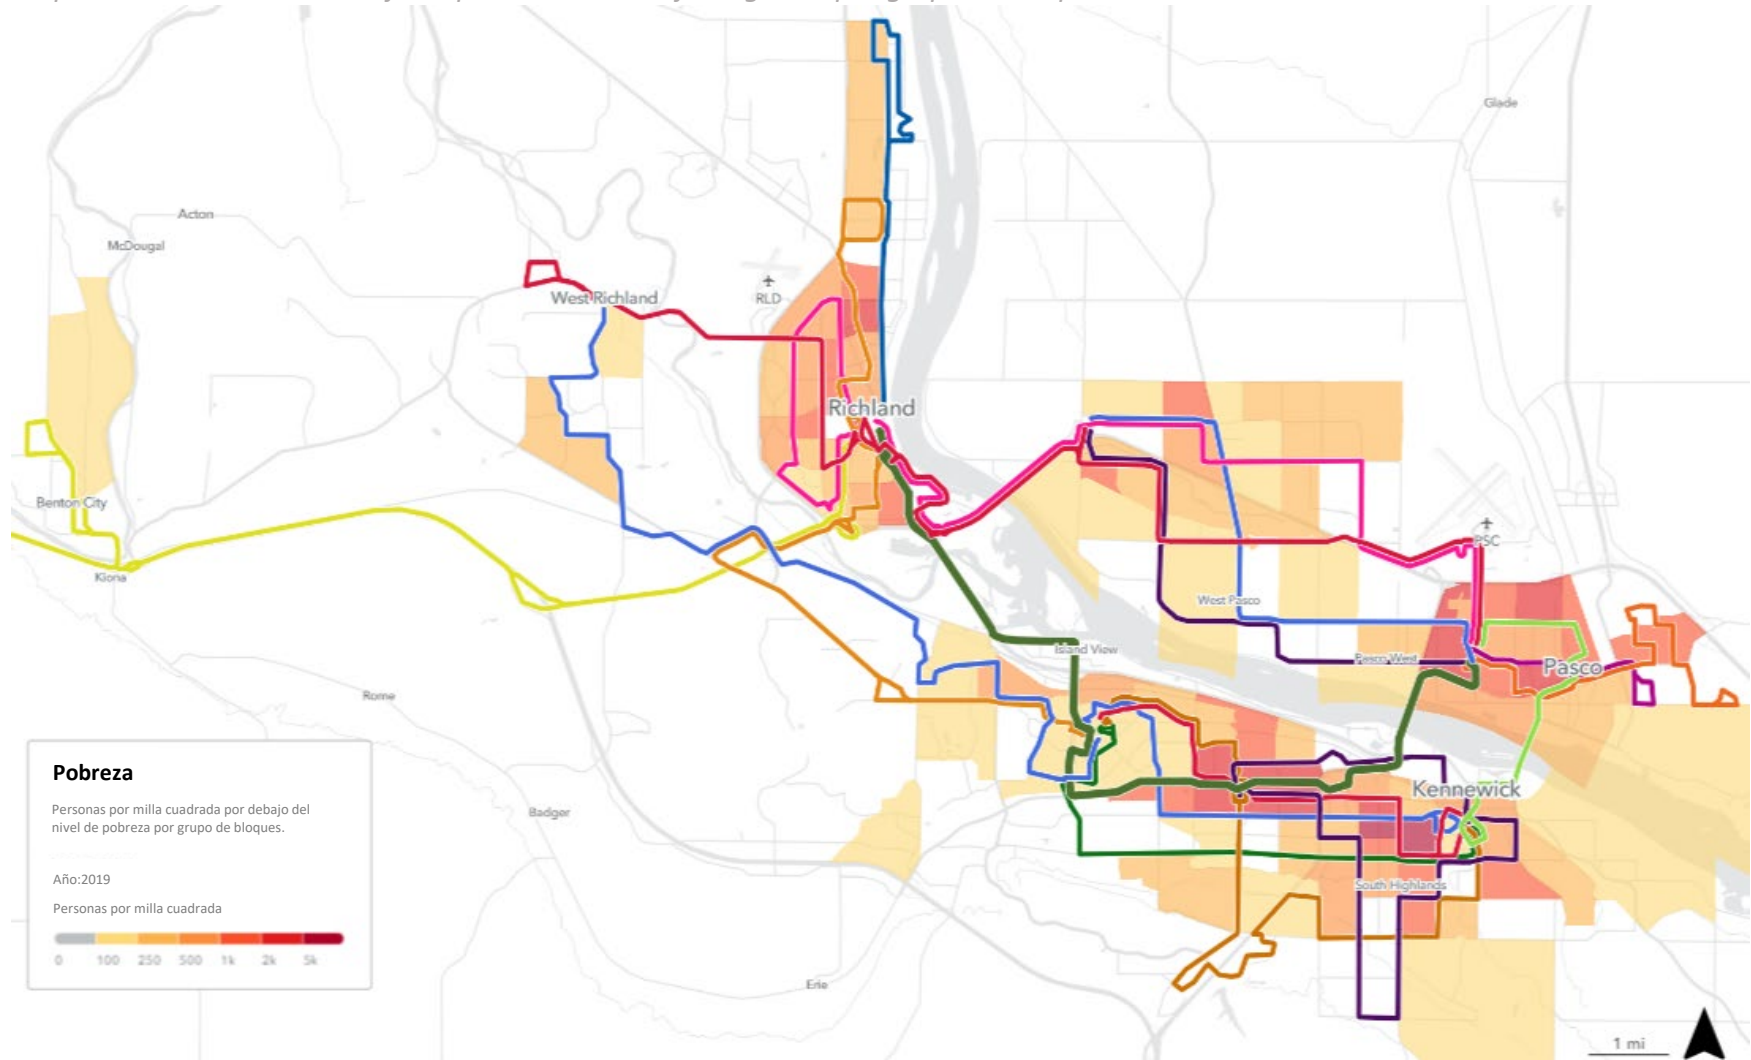 Glade
Acton
McDougal
RLD
West Richland
Richland
Benton City
PSC
Kiona
West Pasco
Island View
Pasco West
Pasco
Rome
Pobreza
Personas por milla cuadrada por debajo del
nivel de pobreza por grupo de bloques.
Kennewick
Badger
Año:2019
South Highlands
Personas por milla cuadrada
0 100 250 500 1k 2k 5k
Erie
1 mi